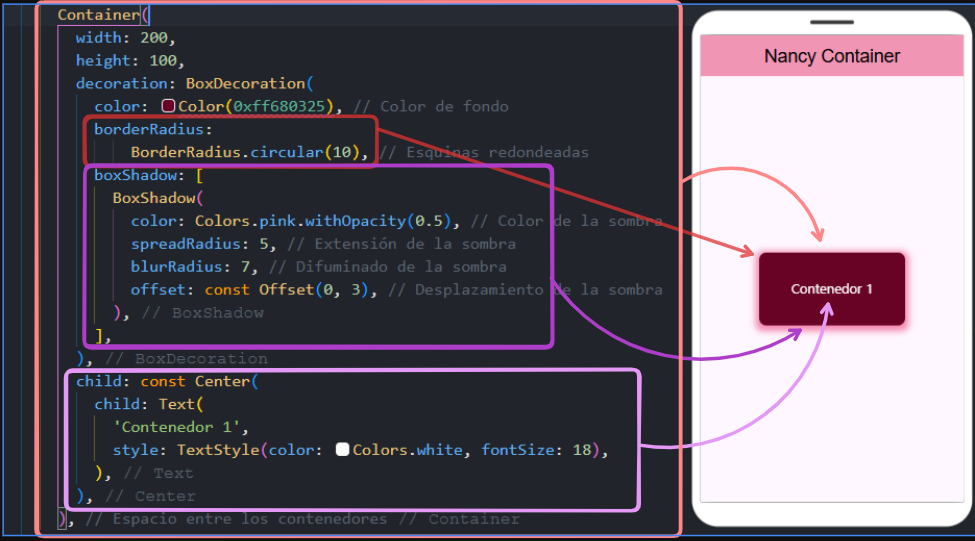 Container(
width: 200,
height: 100,
decoration: BoxDecoration(
color: Color(0xff680325), // Color de fondo
borderRadius:
BorderRadius.circular(10), // Esquinas redondeadas
boxShadow: [
BoxShadow(
color: Colors.pink.withOpacity(0.5), // Color de la sombra
spreadRadius: 5, // Extensión de la sombra
blurRadius: 7, // Difuminado de la sombra
offset: const Offset(0, 3), // Desplazamiento de la sombra
), // BoxShadow
],
), // BoxDecoration
child: const Center(
child: Text(
'Contenedor 1',
style: TextStyle(color: Colors.white, fontSize: 18),
), // Text
), // Center
), // Espacio entre los contenedores // Container
Nancy Container
Contenedor 1